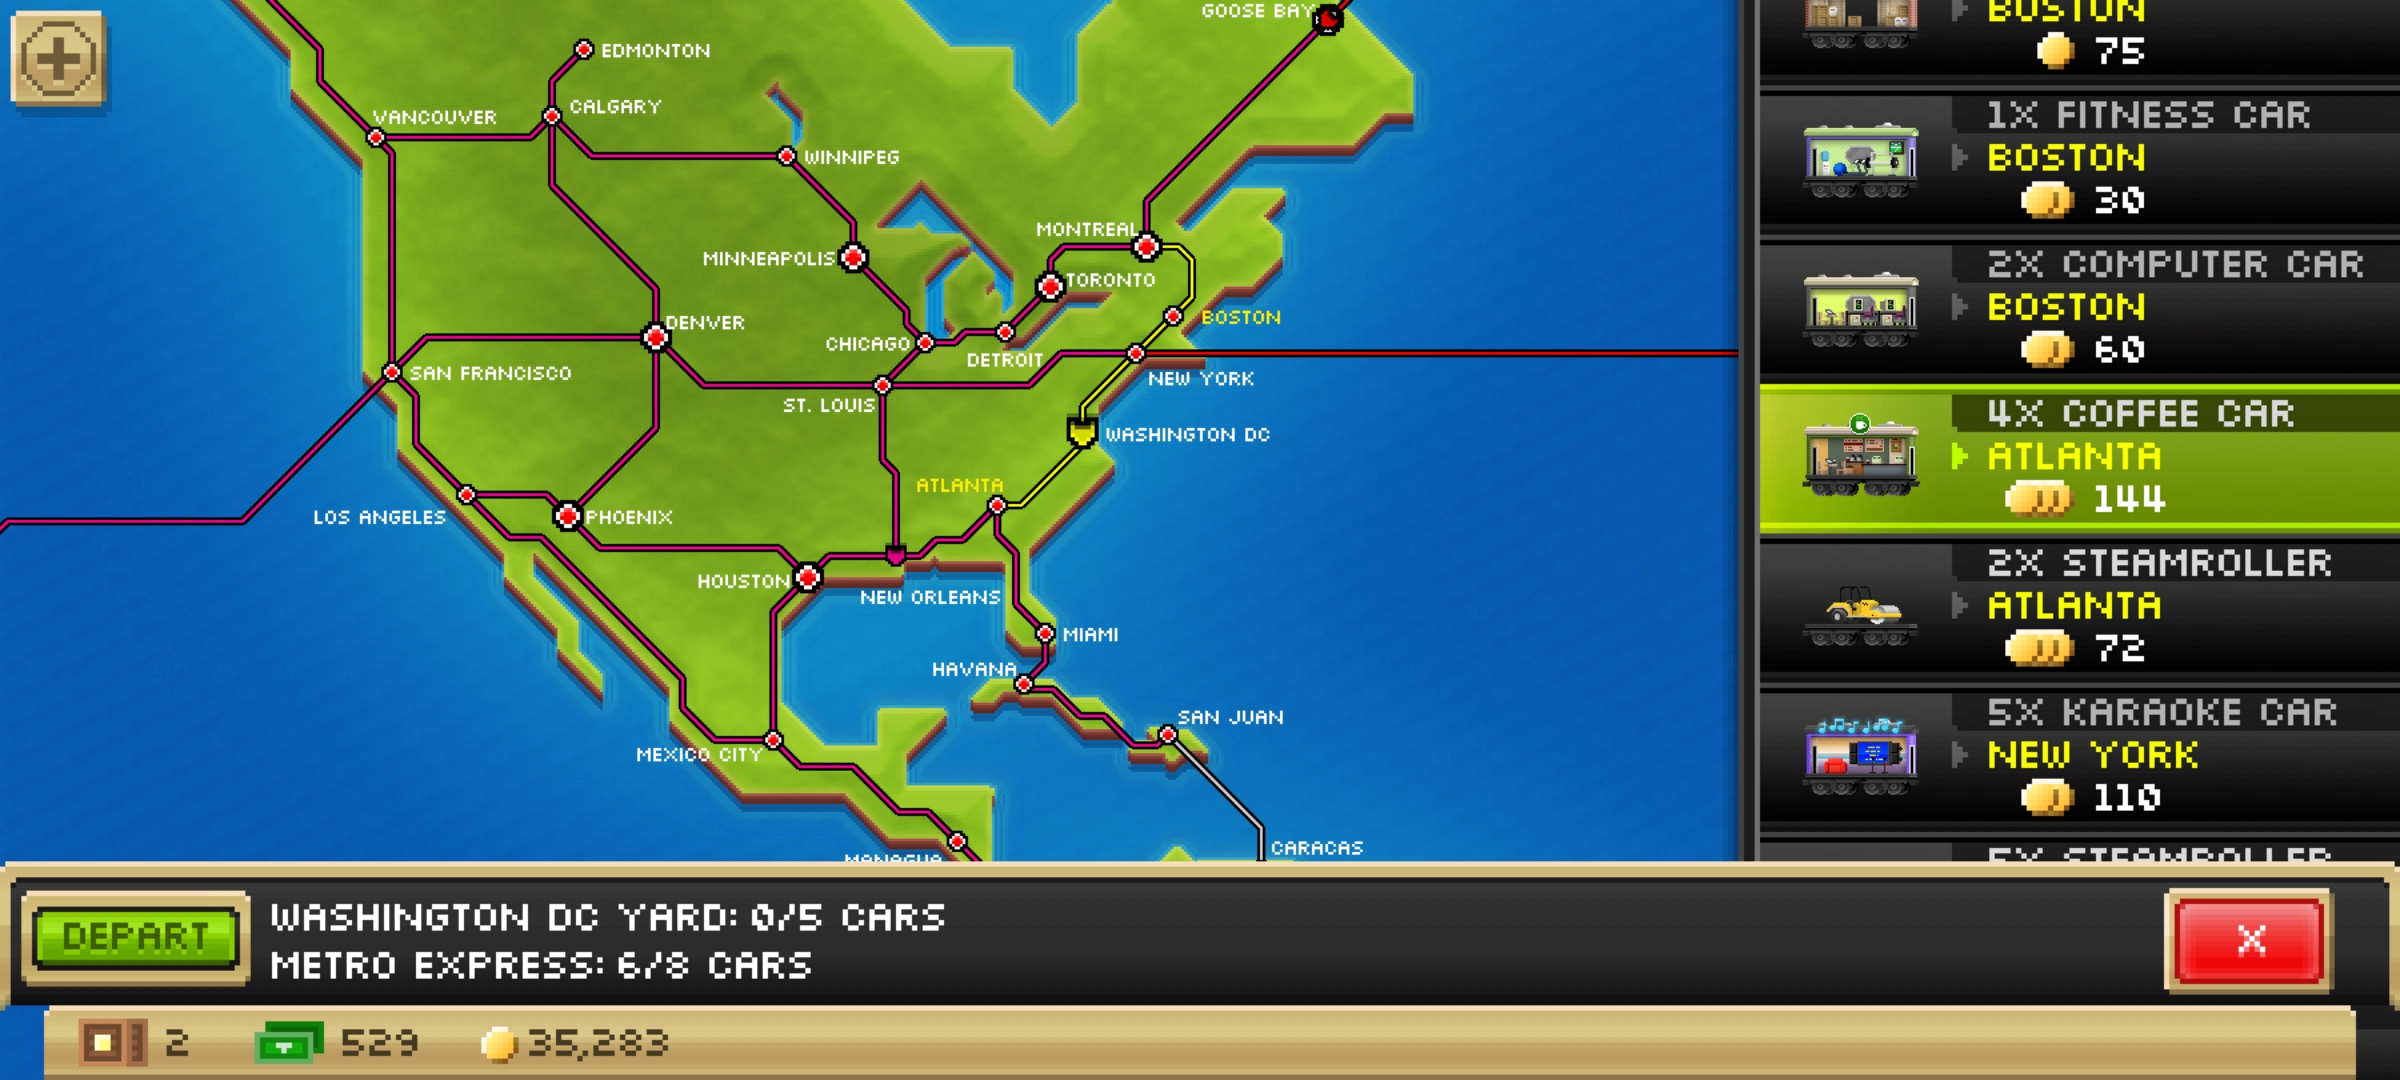 GOOSE BAY
EDMONTON
CALGARY
VANCOUVER
WINNIPEG
MONTREAL
MINNEAPOLIS
TORONTO
BOSTON
DENVER
CHICAGO
DETROIT
SAN FRANCISCO
NEW YORK
ST. LOUIS
WASHINGTON DC
ATLANTA
LOS ANGELES
PHOENIX
HOUSTON
NEW ORLEANS
MIAMI
HAVANA
SAN JUAN
MEXICO CITY
CARACAS
MANAGUA
BOSTON
75
1X FITNESS CAR
BOSTON
30
2X COMPUTER CAR
BOSTON
60
4X COFFEE CAR
ATLANTA
144
2X STEAMROLLER
ATLANTA
72
5X KARAOKE CAR
NEW YORK
110
5X STEAMROLLER
DEPART
WASHINGTON DC YARD: 0/5 CARS
METRO EXPRESS: 6/8 CARS
X
2
529
35,283